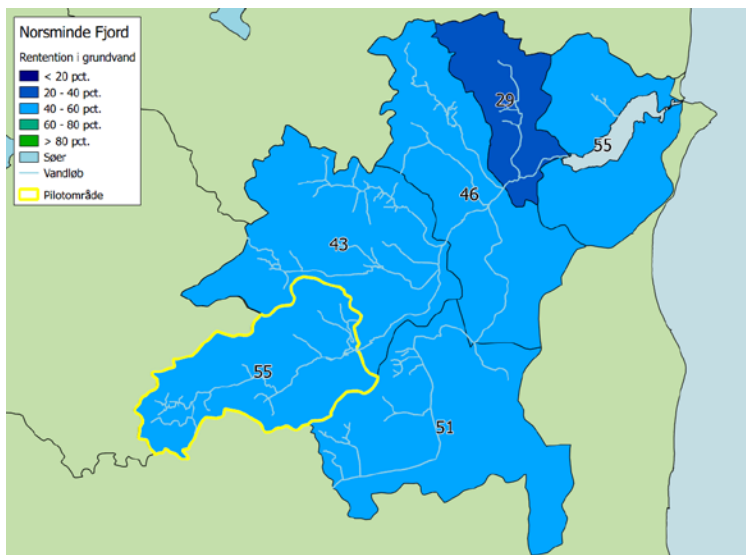 Norsminde Fjord
Rentention i grundvand
< 20 pct.
20 - 40 pct.
40 - 60 pct.
60 - 80 pct.
> 80 pct.
Søer
Vandløb
Pilotområde
29
55
46
43
55
51